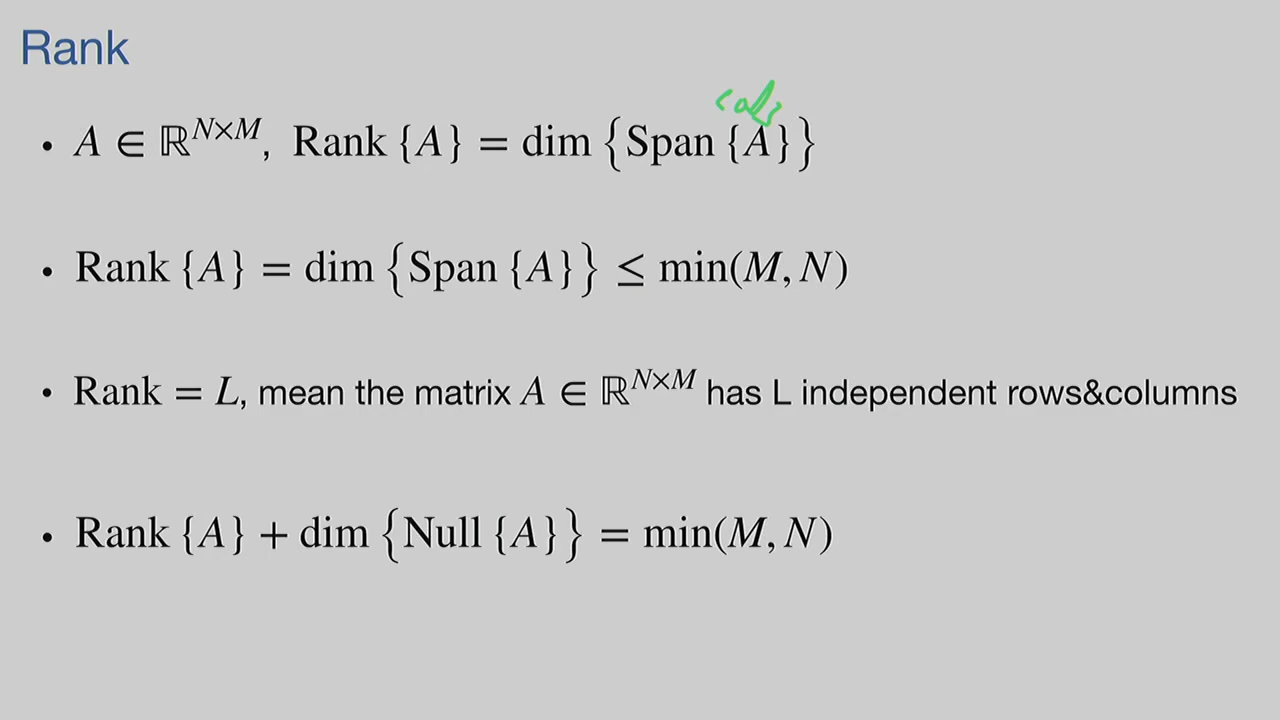 Rank
cols
• A ∈ ℝ^{N×M}, Rank {A} = dim {Span {A}}
• Rank {A} = dim {Span {A}} ≤ min(M, N)
• Rank = L, mean the matrix A ∈ ℝ^{N×M} has L independent rows&columns
• Rank {A} + dim {Null {A}} = min(M, N)